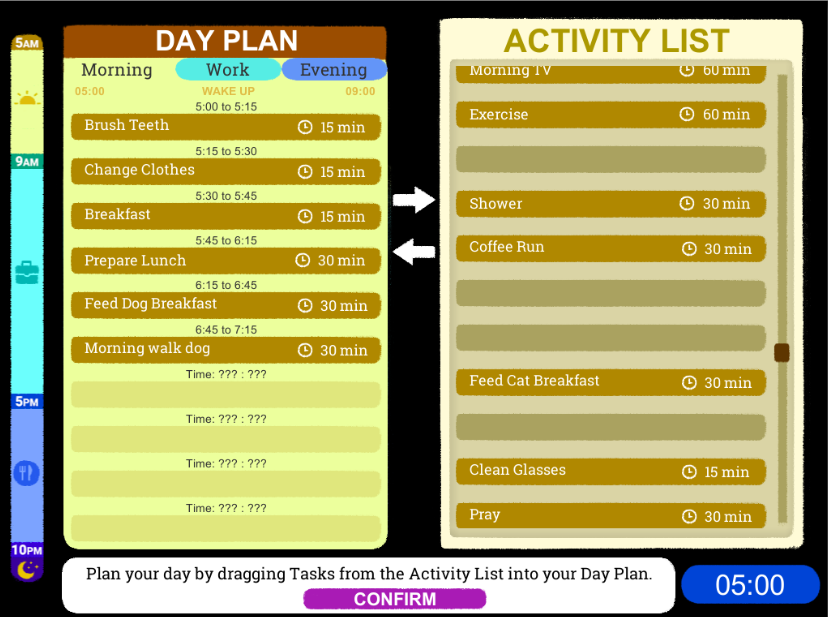 5AM
9AM
5PM
10PM
DAY PLAN
Morning Work Evening
05:00 WAKE UP 09:00
5:00 to 5:15
Brush Teeth 15 min
5:15 to 5:30
Change Clothes 15 min
5:30 to 5:45
Breakfast 15 min
5:45 to 6:15
Prepare Lunch 30 min
6:15 to 6:45
Feed Dog Breakfast 30 min
6:45 to 7:15
Morning walk dog 30 min
Time: ??? : ???
Time: ??? : ???
Time: ??? : ???
Time: ??? : ???
ACTIVITY LIST
Morning TV 60 min
Exercise 60 min
Shower 30 min
Coffee Run 30 min
Feed Cat Breakfast 30 min
Clean Glasses 15 min
Pray 30 min
Plan your day by dragging Tasks from the Activity List into your Day Plan.
CONFIRM
05:00